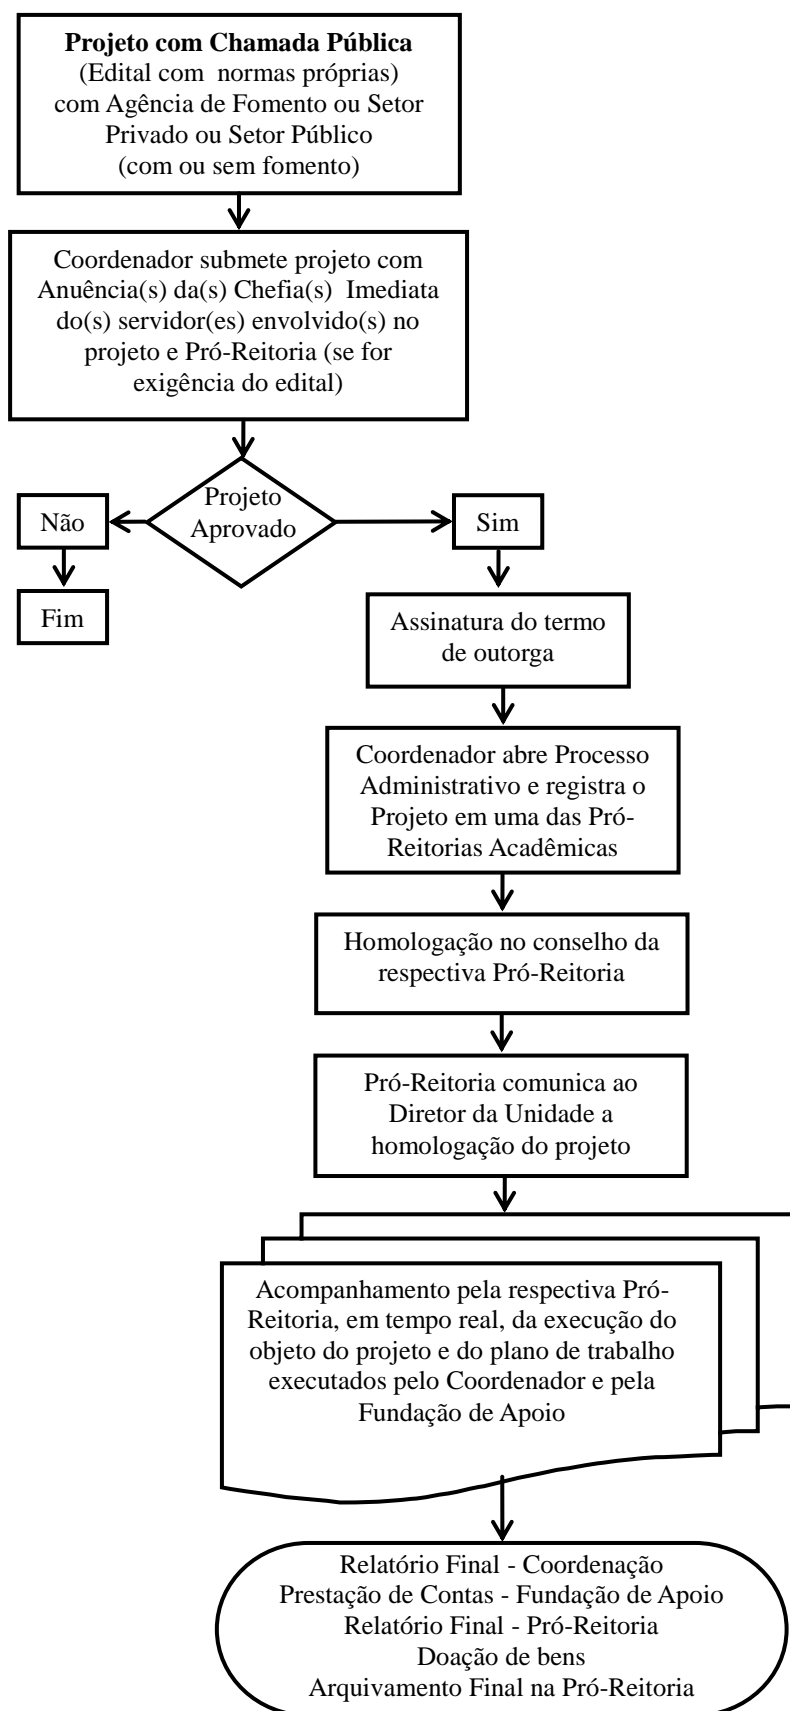 Projeto com Chamada Pública
(Edital com normas próprias)
com Agência de Fomento ou Setor
Privado ou Setor Público
(com ou sem fomento)
Coordenador submete projeto com
Anuência(s) da(s) Chefia(s) Imediata
do(s) servidor(es) envolvido(s) no
projeto e Pró-Reitoria (se for
exigência do edital)
Projeto
Aprovado
Não
Sim
Fim
Assinatura do termo
de outorga
Coordenador abre Processo
Administrativo e registra o
Projeto em uma das Pró-
Reitorias Acadêmicas
Homologação no conselho da
respectiva Pró-Reitoria
Pró-Reitoria comunica ao
Diretor da Unidade a
homologação do projeto
Acompanhamento pela respectiva Pró-
Reitoria, em tempo real, da execução do
objeto do projeto e do plano de trabalho
executados pelo Coordenador e pela
Fundação de Apoio
Relatório Final - Coordenação
Prestação de Contas - Fundação de Apoio
Relatório Final - Pró-Reitoria
Doação de bens
Arquivamento Final na Pró-Reitoria